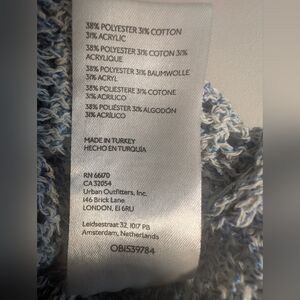 38% POLYESTER 31% COTTON
31% ACRYLIC
38% POLYESTER 31% COTON 31%
ACRYLIQUE
38% POLYESTER 31% BAUMWOLLE
31% ACRYL
38% POLIESTERE 31% COTONE
31% ACRILICO
38% POLIÉSTER 31% ALGODÓN
31% ACRÍLICO
MADE IN TURKEY
HECHO EN TURQUÍA
RN 66170
CA 32054
Urban Outfitters, Inc.
146 Brick Lane
LONDON, E1 6RU
Leidsestraat 32, 1017 PB
Amsterdam, Netherlands
OB1539784